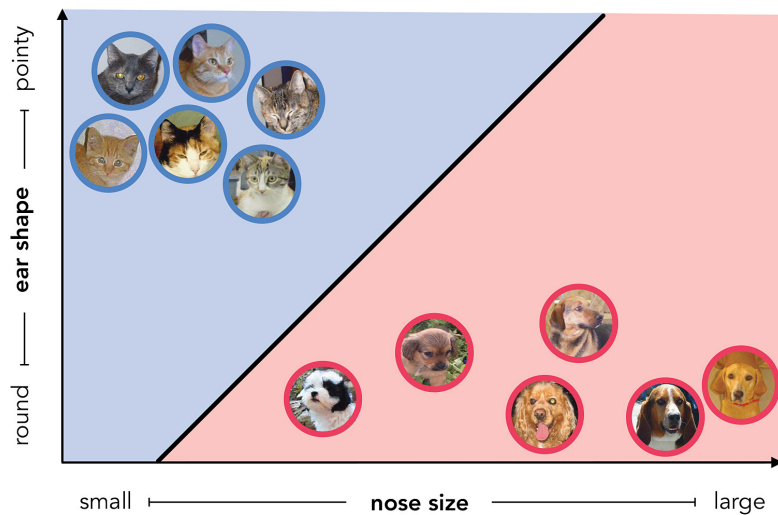 pointy
ear shape
round
small
nose size
large